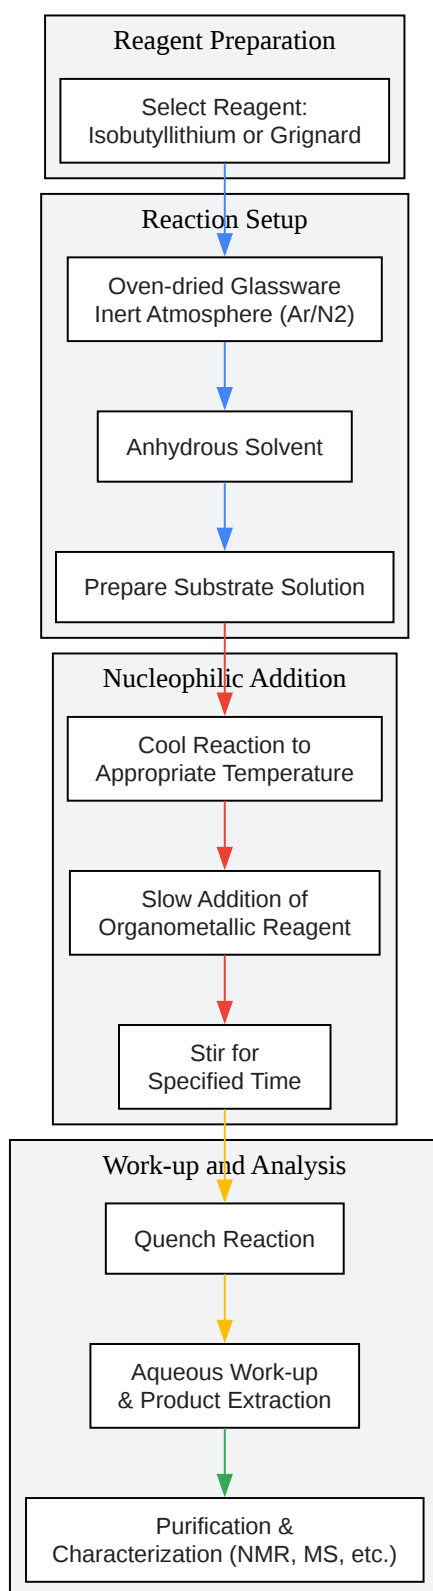 Reagent Preparation
Select Reagent:
Isobutyllithium or Grignard
Reaction Setup
Oven-dried Glassware
Inert Atmosphere (Ar/N2)
Anhydrous Solvent
Prepare Substrate Solution
Nucleophilic Addition
Cool Reaction to
Appropriate Temperature
Slow Addition of
Organometallic Reagent
Stir for
Specified Time
Work-up and Analysis
Quench Reaction
Aqueous Work-up
& Product Extraction
Purification &
Characterization (NMR, MS, etc.)